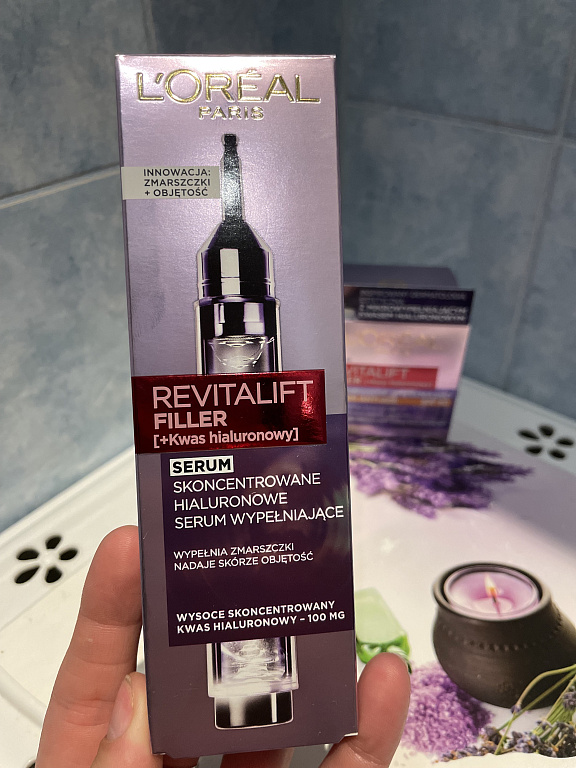 L'ORÉAL
PARIS
INNOWACJA:
ZMARSZCZKI
+ OBJĘTOŚĆ
REVITALIFT
FILLER
[+Kwas hialuronowy]
SERUM
SKONCENTROWANE
HIALURONOWE
SERUM WYPEŁNIAJĄCE
WYPEŁNIA ZMARSZCZKI
NADAJE SKÓRZE OBJĘTOŚĆ
WYSOCE SKONCENTROWANY
KWAS HIALURONOWY – 100 MG
VITALIFT